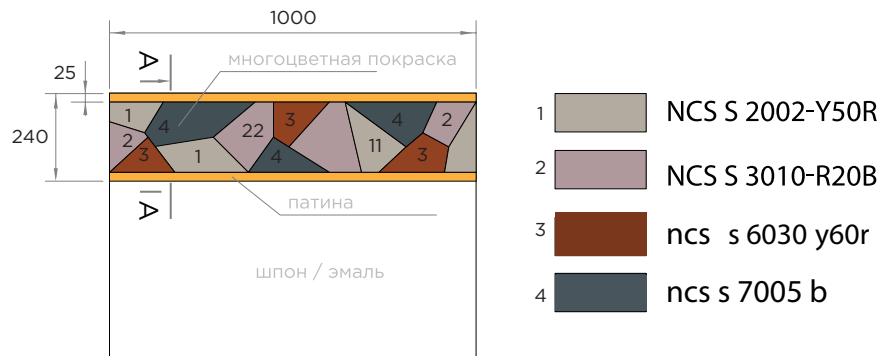 1000
А
многоцветная покраска
25
240
1
4
3
4
2
2
22
11
3
1
4
3
А
патина
шпон / эмаль
1 NCS S 2002-Y50R
2 NCS S 3010-R20B
3 ncs s 6030 y60r
4 ncs s 7005 b